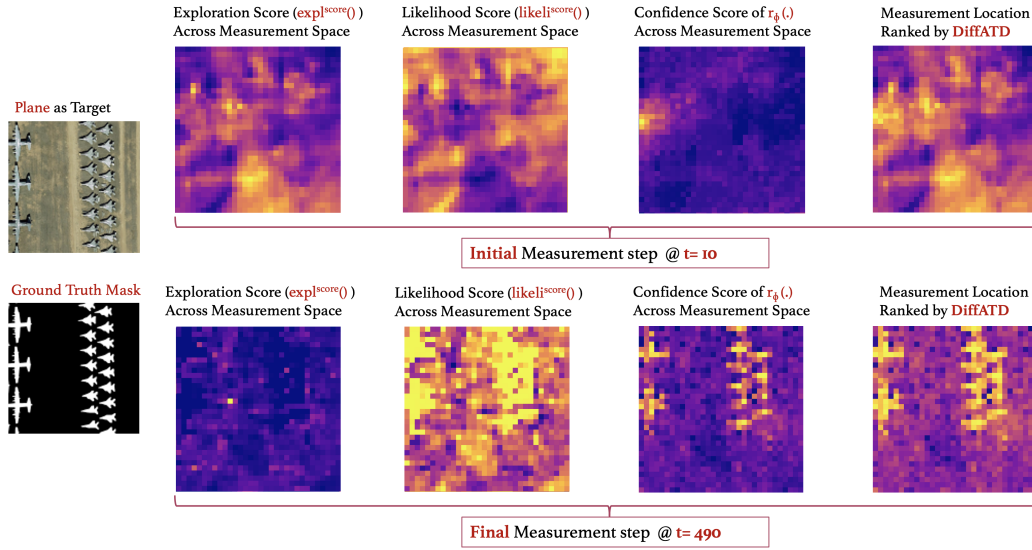 Exploration Score (expl^score() )
Across Measurement Space
Likelihood Score (likeli^score() )
Across Measurement Space
Confidence Score of r_ϕ(.)
Across Measurement Space
Measurement Location
Ranked by DiffATD
Plane as Target
Initial Measurement step @ t= 10
Ground Truth Mask
Exploration Score (expl^score() )
Across Measurement Space
Likelihood Score (likeli^score() )
Across Measurement Space
Confidence Score of r_ϕ(.)
Across Measurement Space
Measurement Location
Ranked by DiffATD
Final Measurement step @ t= 490